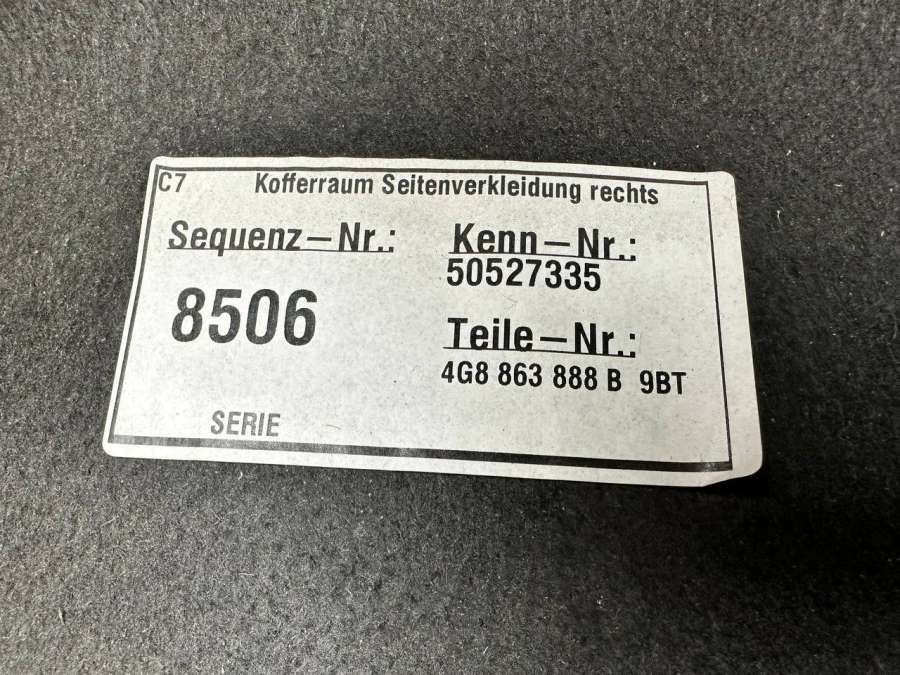 C7 Kofferraum Seitenverkleidung rechts
Sequenz-Nr.:
8506
Kenn-Nr.:
50527335
Teile-Nr.:
4G8 863 888 B 9BT
SERIE